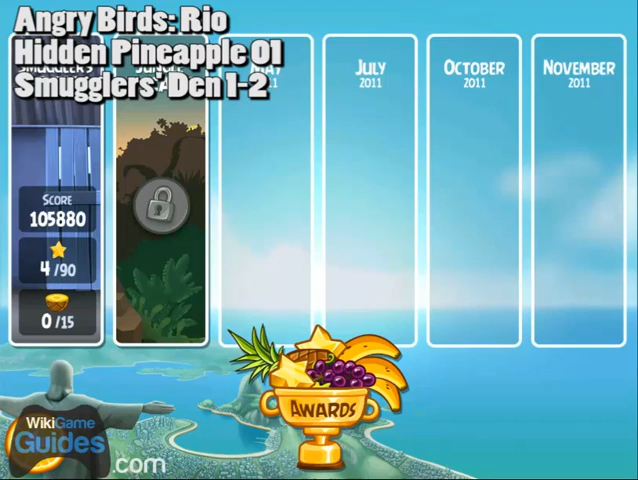 Angry Birds: Rio
Hidden Pineapple 01
Smugglers' Den 1-2
JULY
2011
OCTOBER
2011
NOVEMBER
2011
SCORE
105880
4/90
0/15
AWARDS
WikiGame
Guides
.com